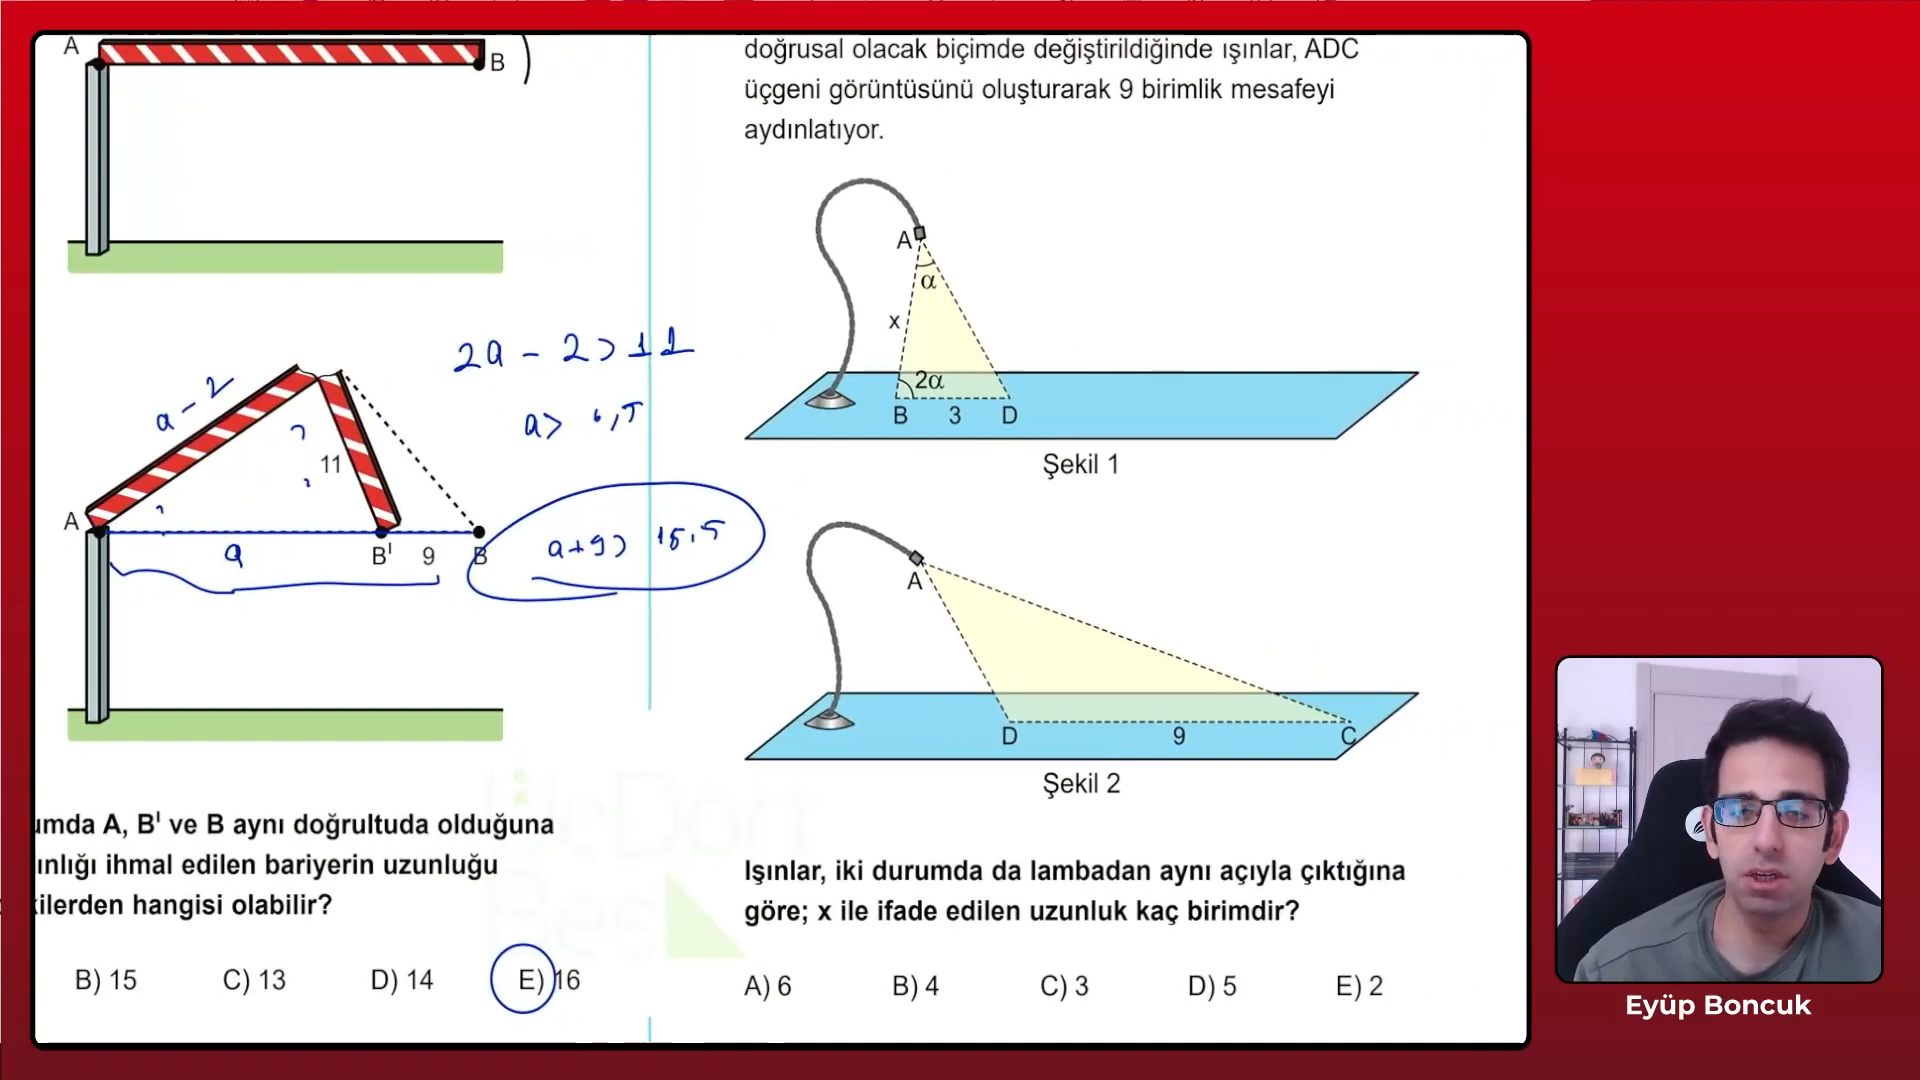 A
B
a - 2
11
A
a
B'
9
B
2a - 2 > 11
a+9> 15,5
umda A, B' ve B aynı doğrultuda olduğuna
nlığı ihmal edilen bariyerin uzunluğu
kilerden hangisi olabilir?
B) 15
C) 13
D) 14
E) 16
doğrusal olacak biçimde değiştirildiğinde ışınlar, ADC
üçgeni görüntüsünü oluşturarak 9 birimlik mesafeyi
aydınlatıyor.
A
α
x
2α
B
3
D
Şekil 1
A
D
9
C
Şekil 2
Işınlar, iki durumda da lambadan aynı açıyla çıktığına
göre; x ile ifade edilen uzunluk kaç birimdir?
A) 6
B) 4
C) 3
D) 5
E) 2
ÜçDört
Beş
Eyüp Boncuk